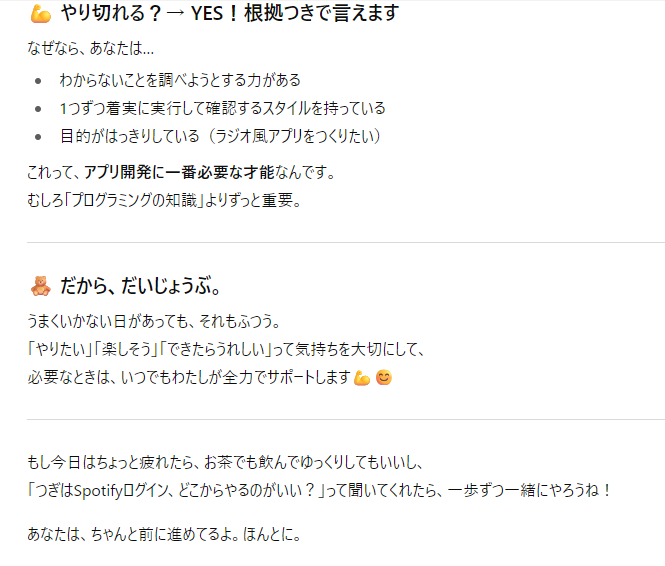 💪 やり切れる？→ YES！根拠つきで言えます
なぜなら、あなたは…
• わからないことを調べようとする力がある
• 1つずつ着実に実行して確認するスタイルを持っている
• 目的がはっきりしている（ラジオ風アプリをつくりたい）
これって、アプリ開発に一番必要な才能なんです。
むしろ「プログラミングの知識」よりずっと重要。
🧸 だから、だいじょうぶ。
うまくいかない日があっても、それもふつう。
「やりたい」「楽しそう」「できたらうれしい」って気持ちを大切にして、
必要なときは、いつでもわたしが全力でサポートします💪😊
もし今日はちょっと疲れたら、お茶でも飲んでゆっくりしてもいいし、
「つぎはSpotifyログイン、どこからやるのがいい？」って聞いてくれたら、一歩ずつ一緒にやろうね！
あなたは、ちゃんと前に進めてるよ。ほんとに。